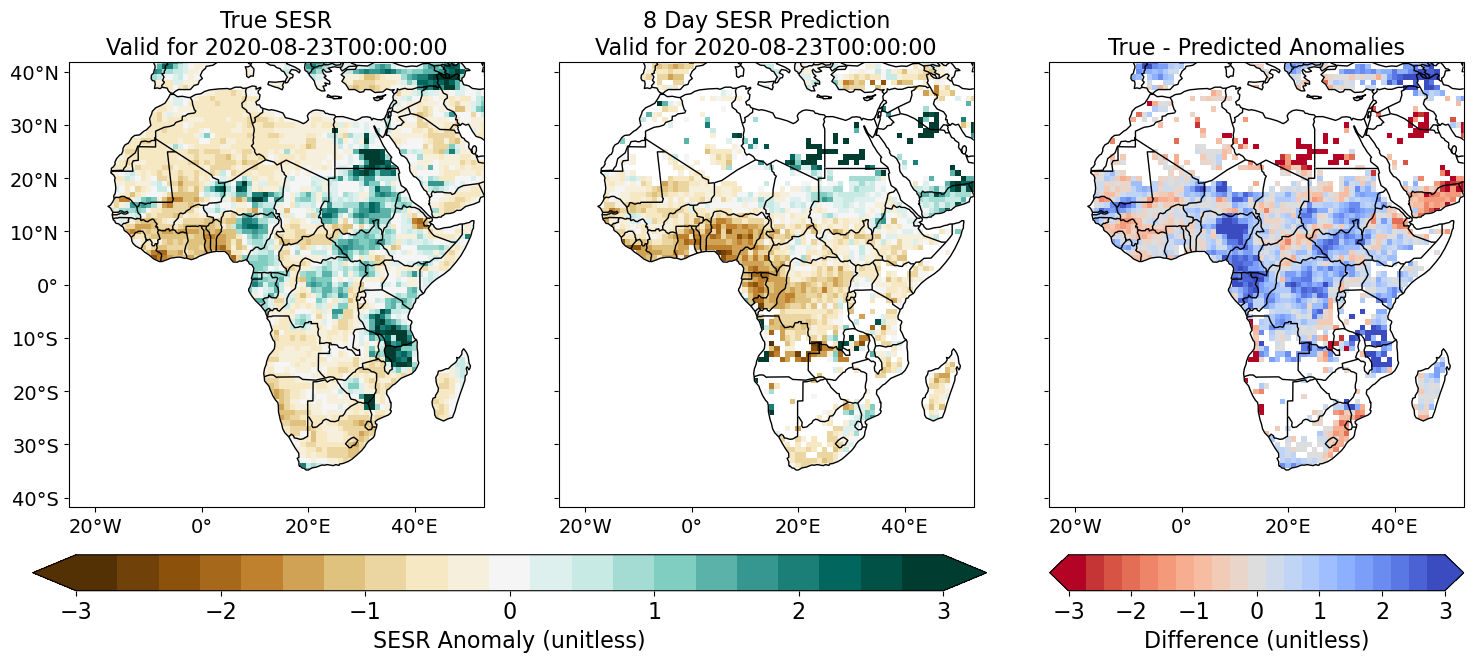 True SESR
Valid for 2020-08-23T00:00:00
8 Day SESR Prediction
Valid for 2020-08-23T00:00:00
True - Predicted Anomalies
40°N
30°N
20°N
10°N
0°
10°S
20°S
30°S
40°S
20°W 0° 20°E 40°E
20°W 0° 20°E 40°E
20°W 0° 20°E 40°E
−3 −2 −1 0 1 2 3
SESR Anomaly (unitless)
−3 −2 −1 0 1 2 3
Difference (unitless)